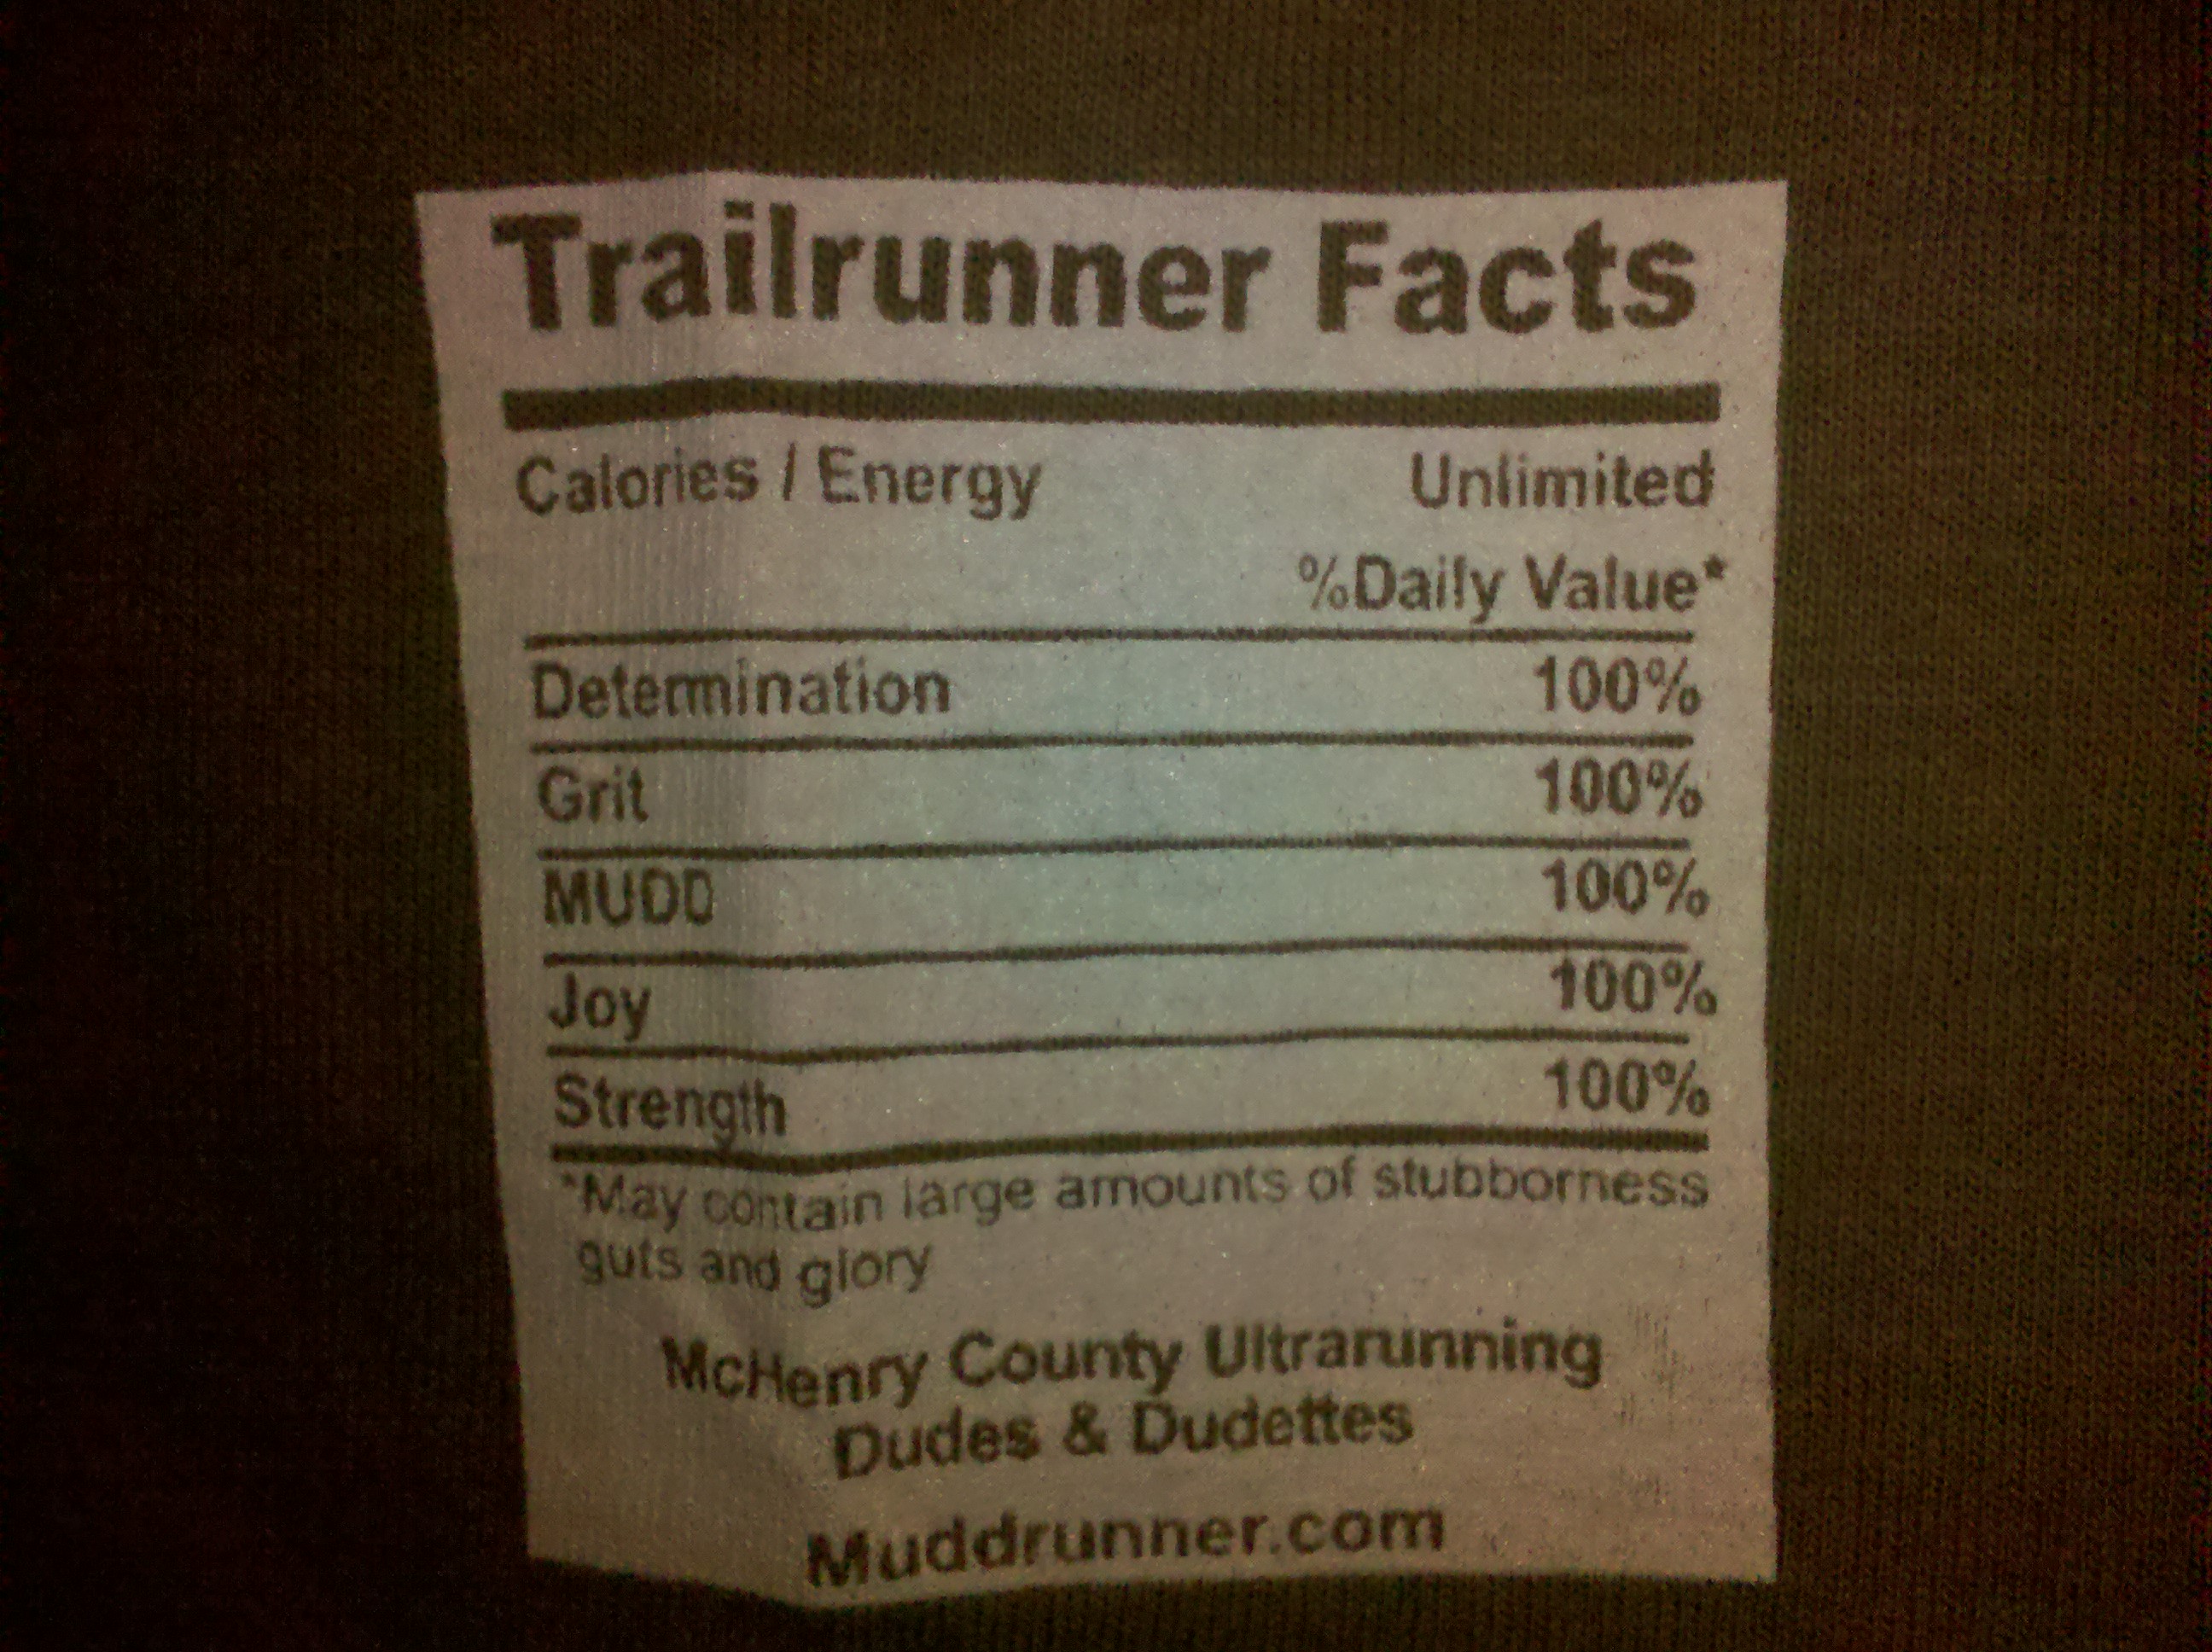 Trailrunner Facts
Calories / Energy Unlimited
%Daily Value*
Determination 100%
Grit 100%
MUDD 100%
Joy 100%
Strength 100%
*May contain large amounts of stubborness
guts and glory
McHenry County Ultrarunning
Dudes & Dudettes
Muddrunner.com